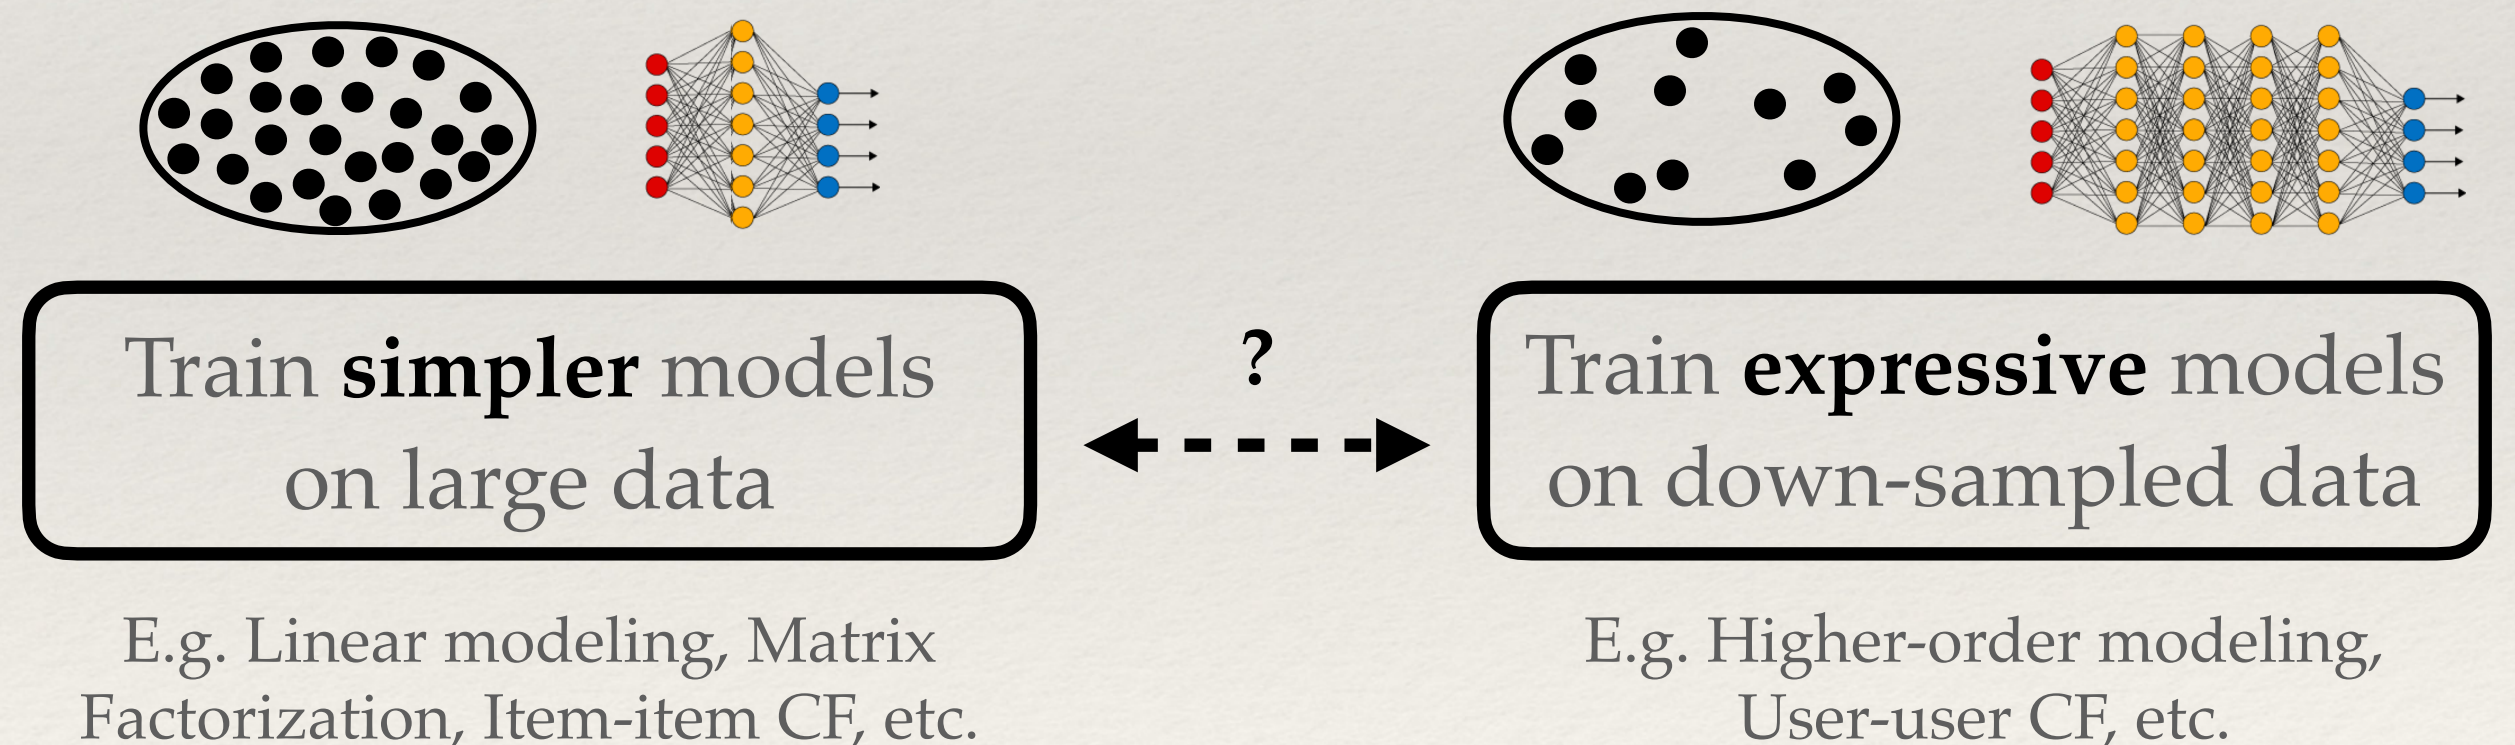 Train simpler models
on large data
?
Train expressive models
on down-sampled data
E.g. Linear modeling, Matrix
Factorization, Item-item CF, etc.
E.g. Higher-order modeling,
User-user CF, etc.